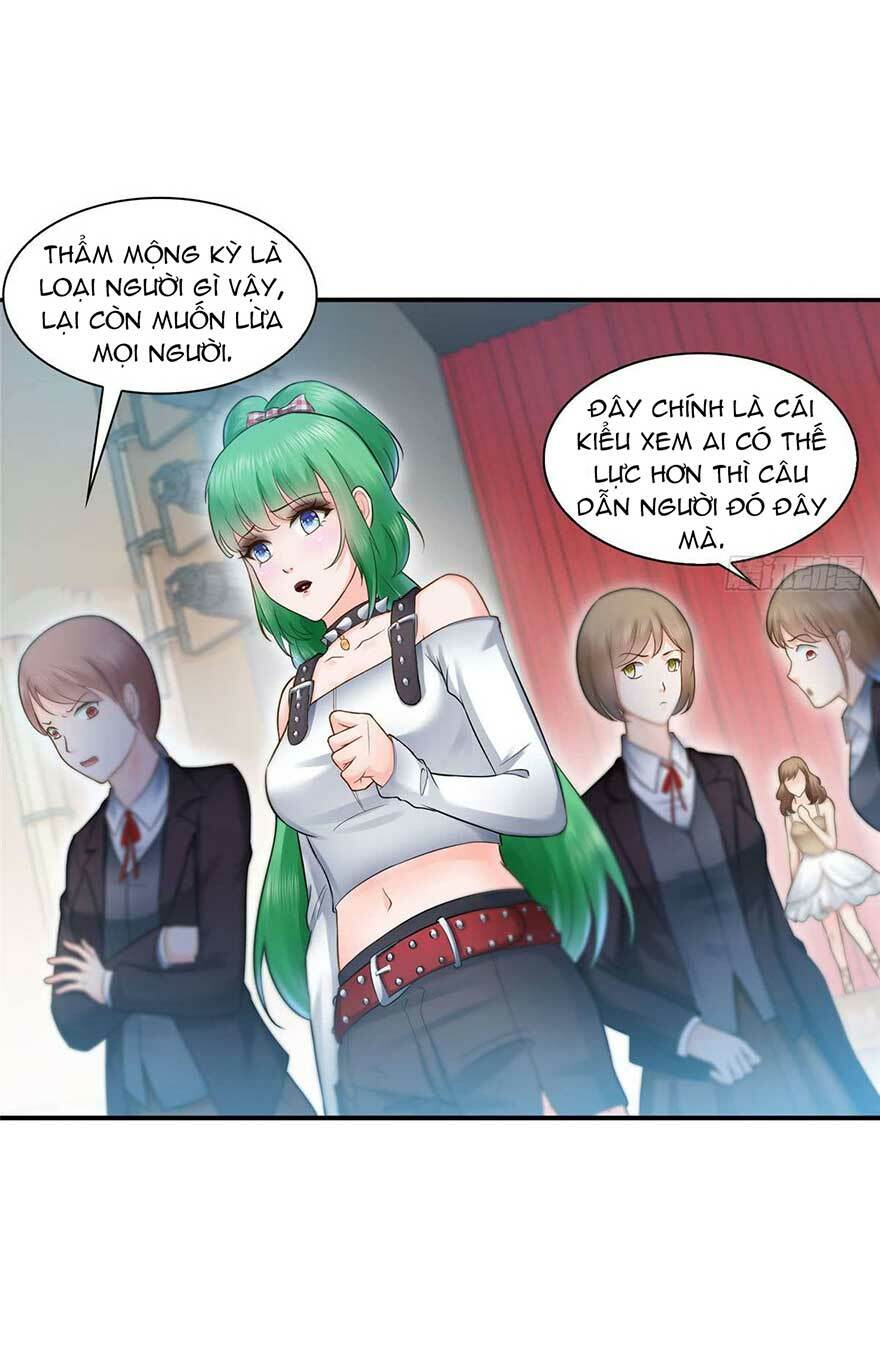 THẨM MỘNG KỲ LÀ
LOẠI NGƯỜI GÌ VẬY,
LẠI CÒN MUỐN LỪA
MỌI NGƯỜI.
ĐÂY CHÍNH LÀ CÁI
KIỂU XEM AI CÓ THẾ
LỰC HƠN THÌ CÂU
DẪN NGƯỜI ĐÓ ĐÂY
MÀ.